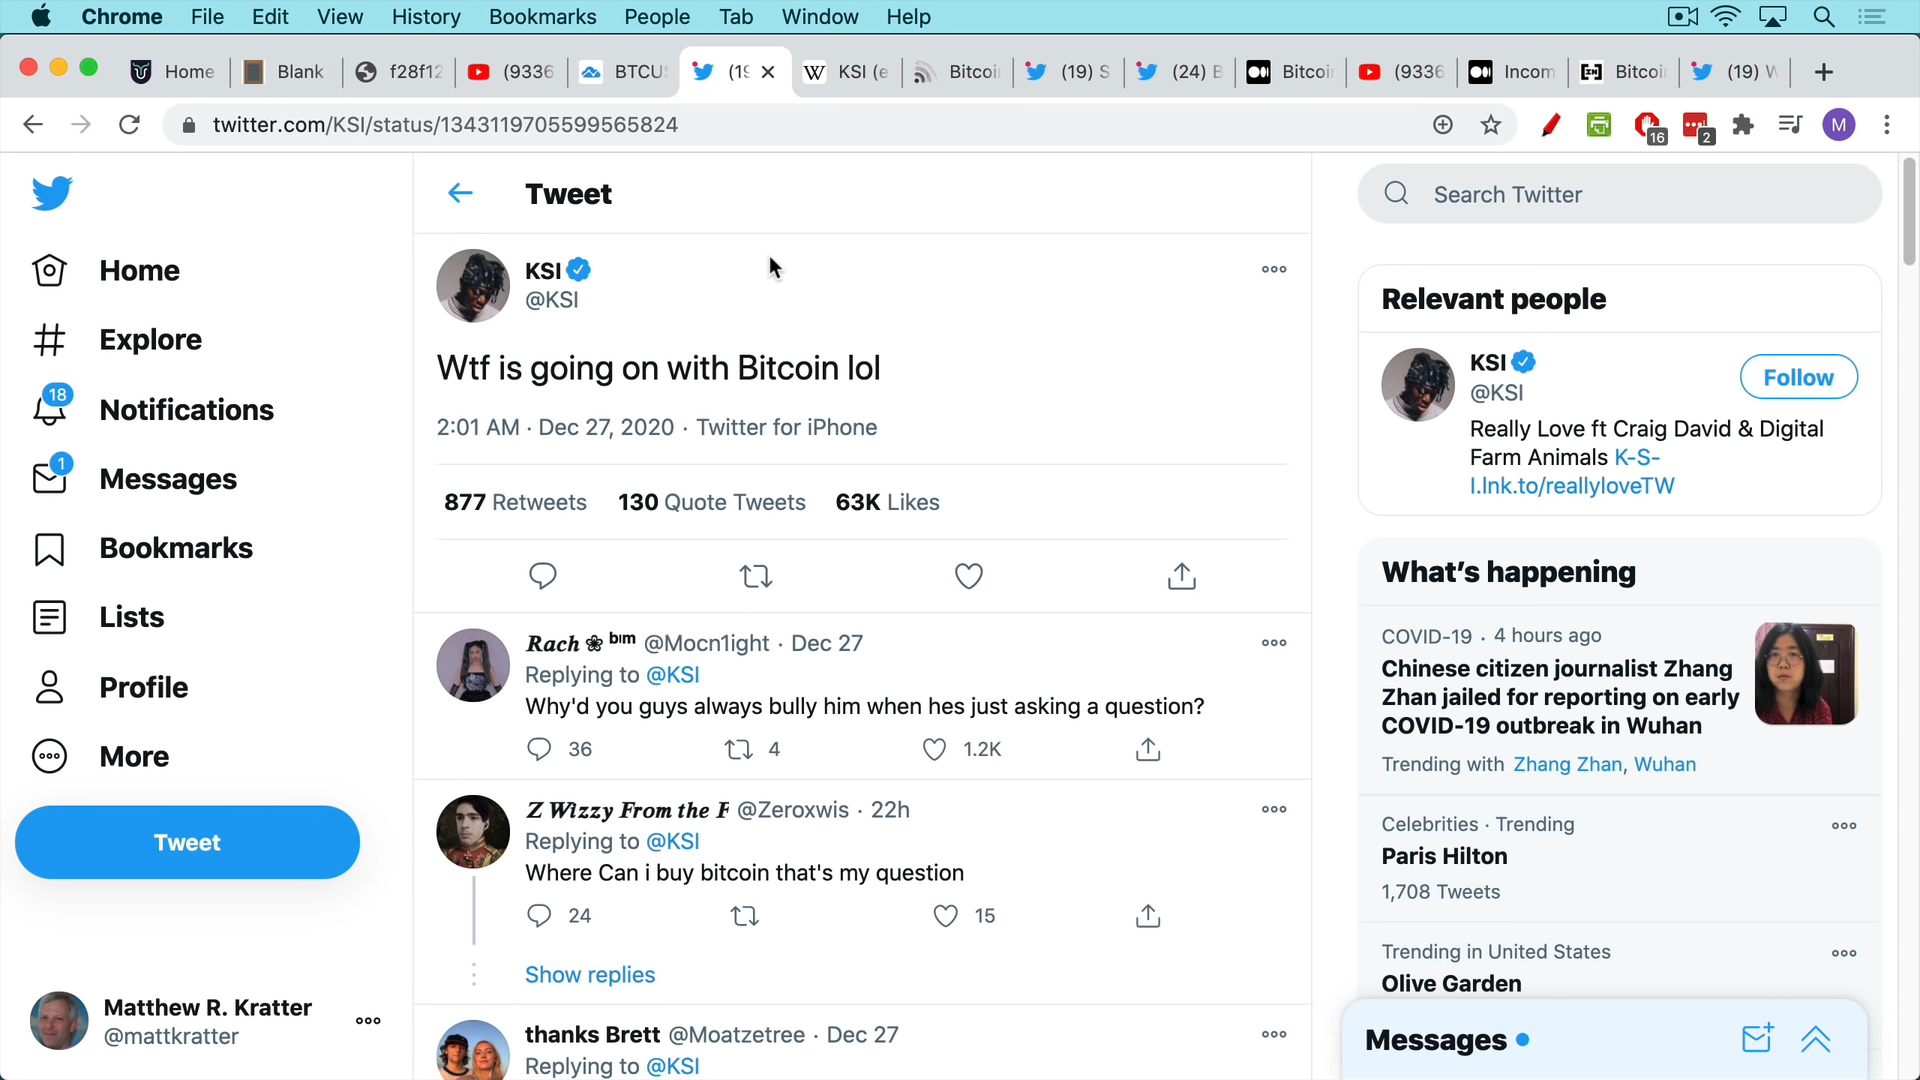 Chrome File Edit View History Bookmarks People Tab Window Help
Home Blank f28f12 (9336 BTCUS (19 KSI (e Bitcoi (19) S (24) B Bitcoi (9336 Incom Bitcoi (19) W
twitter.com/KSI/status/1343119705599565824
16 2 M
Home
Explore
18
Notifications
1
Messages
Bookmarks
Lists
Profile
More
Tweet
Matthew R. Kratter
@mattkratter
Tweet
KSI
@KSI
Wtf is going on with Bitcoin lol
2:01 AM · Dec 27, 2020 · Twitter for iPhone
877 Retweets 130 Quote Tweets 63K Likes
Rach ❀ ᵇᴵᵐ @Mocn1ight · Dec 27
Replying to @KSI
Why'd you guys always bully him when hes just asking a question?
36 4 1.2K
Z Wizzy From the F @Zeroxwis · 22h
Replying to @KSI
Where Can i buy bitcoin that's my question
24 15
Show replies
thanks Brett @Moatzetree · Dec 27
Replying to @KSI
Search Twitter
Relevant people
KSI
@KSI
Follow
Really Love ft Craig David & Digital
Farm Animals K-S-
I.lnk.to/reallyloveTW
What's happening
COVID-19 · 4 hours ago
Chinese citizen journalist Zhang
Zhan jailed for reporting on early
COVID-19 outbreak in Wuhan
Trending with Zhang Zhan, Wuhan
Celebrities · Trending
Paris Hilton
1,708 Tweets
Trending in United States
Olive Garden
Messages